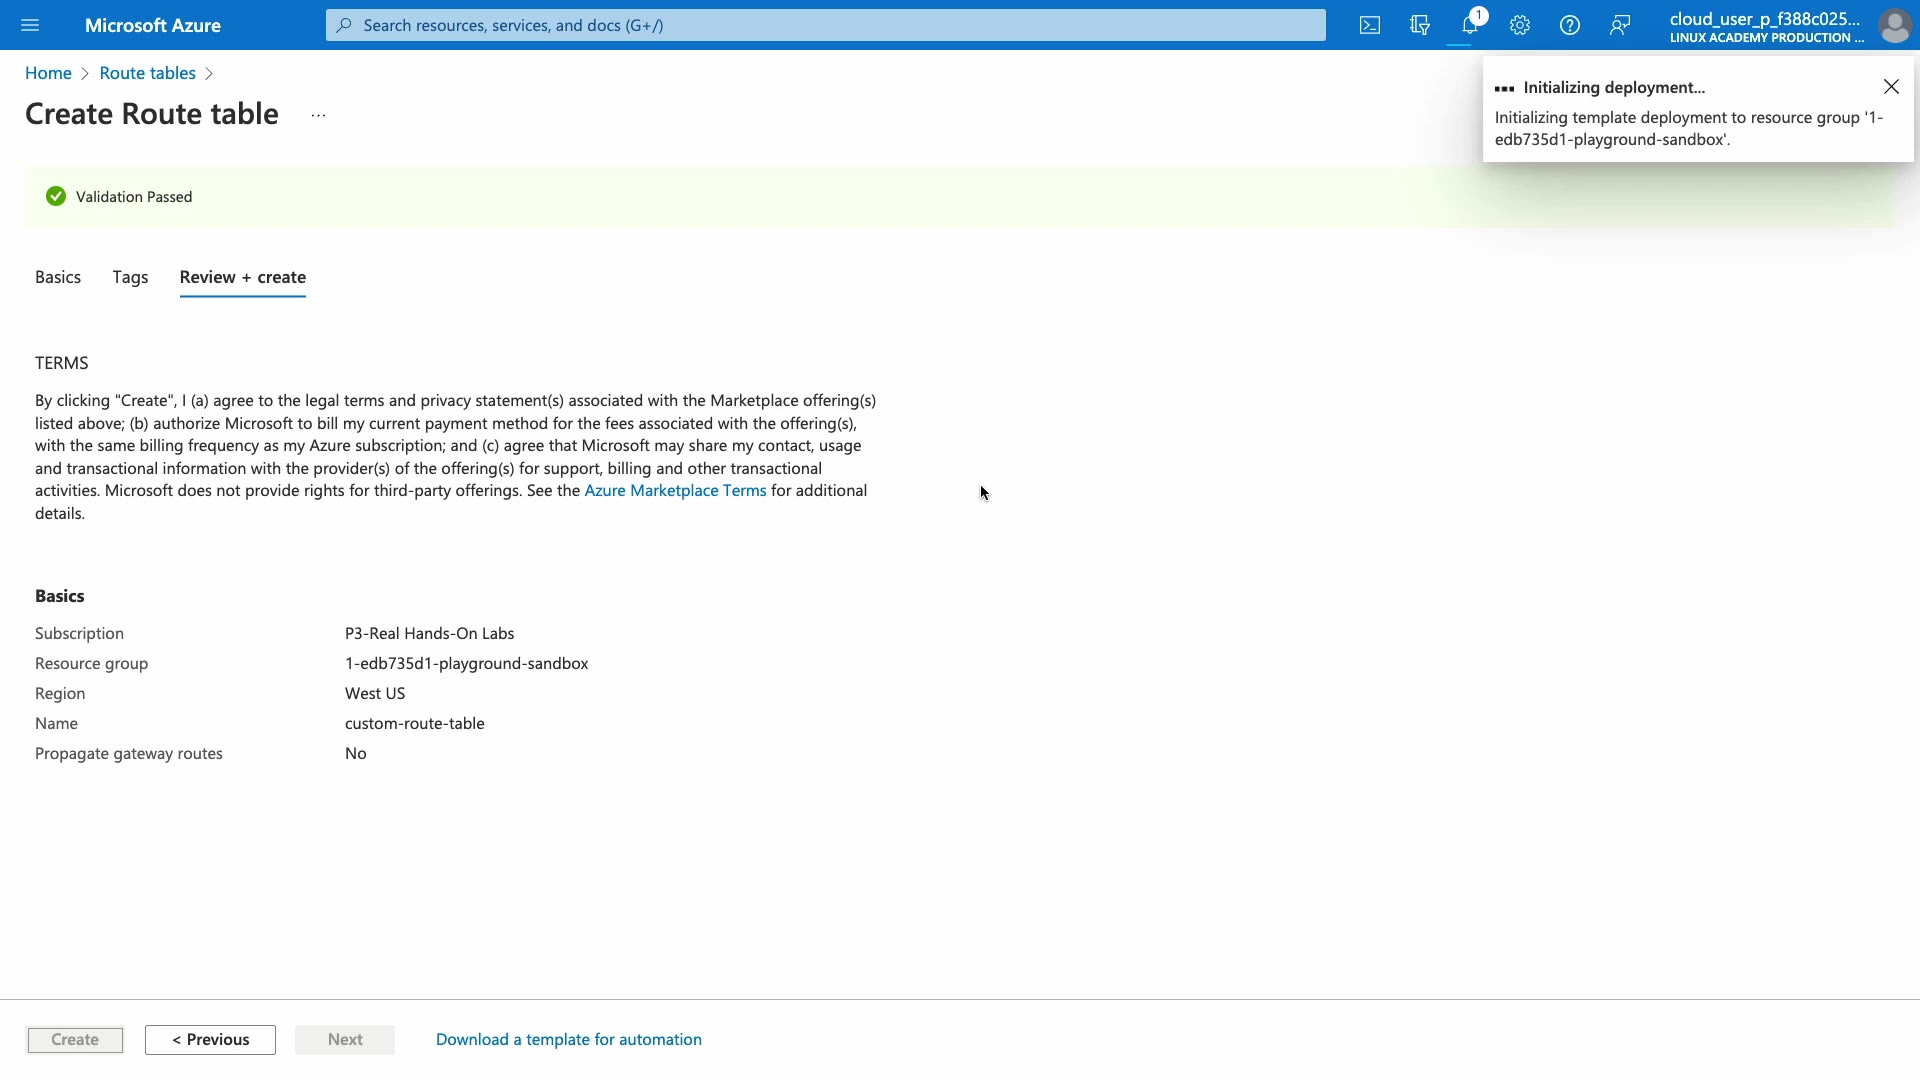 Microsoft Azure
Search resources, services, and docs (G+/)
1
cloud_user_p_f388c025...
LINUX ACADEMY PRODUCTION ...
Home > Route tables >
Create Route table ...
Initializing deployment...
Initializing template deployment to resource group '1-
edb735d1-playground-sandbox'.
Validation Passed
Basics Tags Review + create
TERMS
By clicking "Create", I (a) agree to the legal terms and privacy statement(s) associated with the Marketplace offering(s)
listed above; (b) authorize Microsoft to bill my current payment method for the fees associated with the offering(s),
with the same billing frequency as my Azure subscription; and (c) agree that Microsoft may share my contact, usage
and transactional information with the provider(s) of the offering(s) for support, billing and other transactional
activities. Microsoft does not provide rights for third-party offerings. See the Azure Marketplace Terms for additional
details.
Basics
Subscription P3-Real Hands-On Labs
Resource group 1-edb735d1-playground-sandbox
Region West US
Name custom-route-table
Propagate gateway routes No
Create < Previous Next Download a template for automation